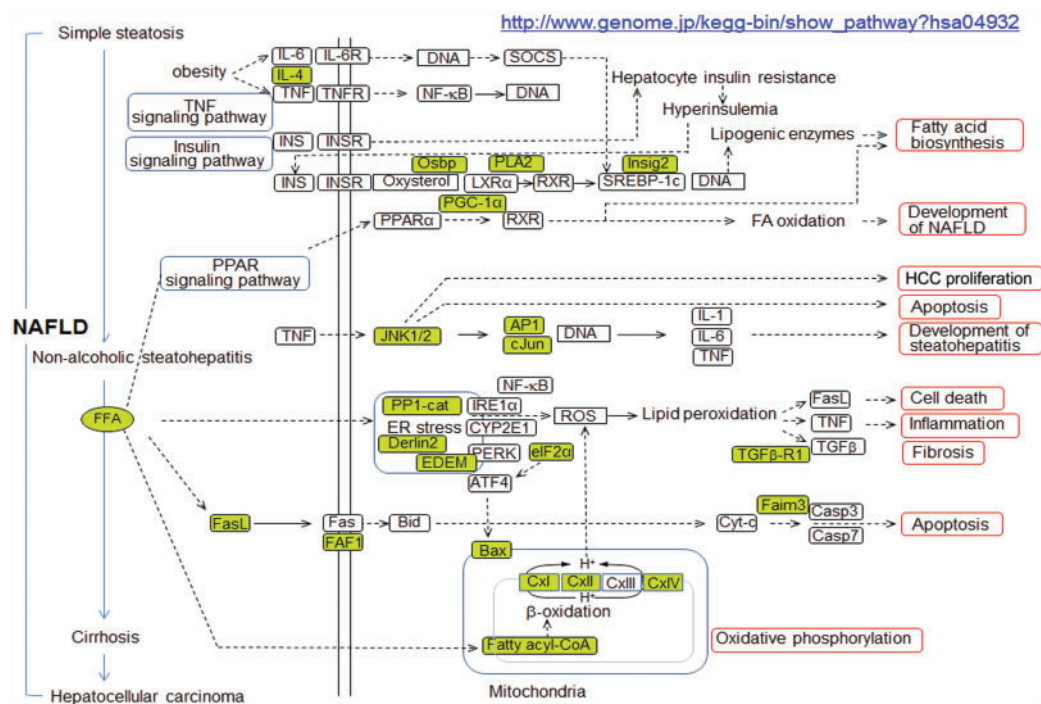 http://www.genome.jp/kegg-bin/show_pathway?hsa04932
Simple steatosis
IL-6 IL-6R DNA SOCS
obesity
IL-4
Hepatocyte insulin resistance
TNF TNFR NF-κB DNA
TNF
signaling pathway
Hyperinsulemia
Insulin
signaling pathway
INS INSR
Lipogenic enzymes
Fatty acid
biosynthesis
Osbp PLA2 Insig2
INS INSR Oxysterol LXRα RXR SREBP-1c DNA
PGC-1α
PPARα RXR FA oxidation
Development
of NAFLD
PPAR
signaling pathway
HCC proliferation
NAFLD
Apoptosis
TNF JNK1/2 AP1 cJun DNA
IL-1
IL-6
TNF
Development of
steatohepatitis
Non-alcoholic steatohepatitis
NF-κB
FFA
PP1-cat IRE1α
ER stress CYP2E1
ROS Lipid peroxidation
FasL Cell death
TNF Inflammation
TGFβ-R1 TGFβ Fibrosis
Derlin2
EDEM PERK eIF2α
ATF4
FasL Fas Bid Cyt-c Faim3 Casp3
Casp7
Apoptosis
FAF1
Bax
H+
CxI CxII CxIII CxIV
H+
β-oxidation
Cirrhosis
Fatty acyl-CoA
Oxidative phosphorylation
Mitochondria
Hepatocellular carcinoma